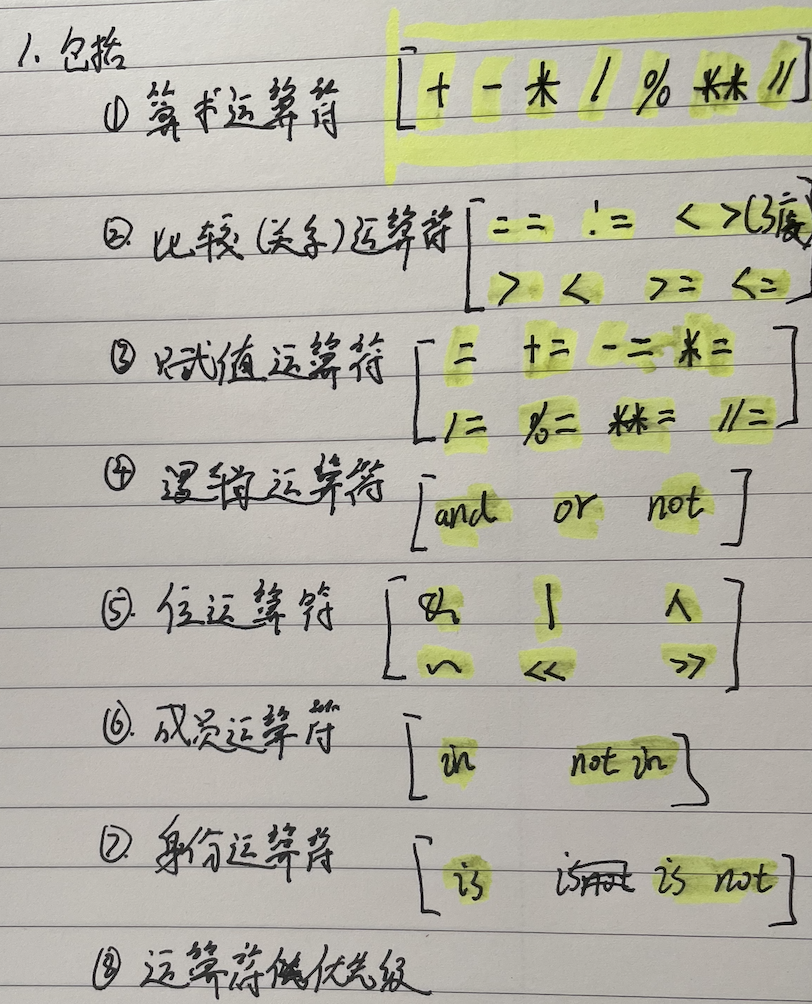 1. 包括
① 算术运算符 [+ - * / % ** //]
② 比较(关系)运算符 [== != <>(3废)
> < >= <=]
③ 赋值运算符 [= += -= *=
/= %= **= //=]
④ 逻辑运算符 [and or not]
⑤. 位运算符 [& | ^
~ << >>]
⑥. 成员运算符 [in not in]
⑦. 身份运算符 [is is not]
⑧ 运算符优先级